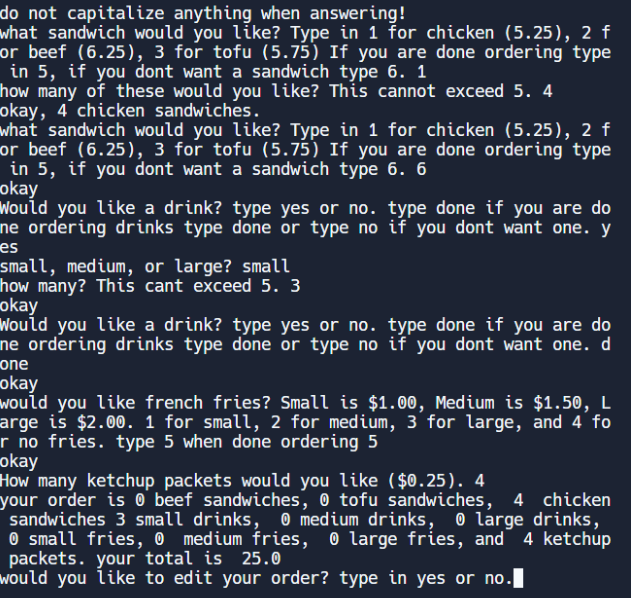 do not capitalize anything when answering!
what sandwich would you like? Type in 1 for chicken (5.25), 2 f
or beef (6.25), 3 for tofu (5.75) If you are done ordering type
 in 5, if you dont want a sandwich type 6. 1
how many of these would you like? This cannot exceed 5. 4
okay, 4 chicken sandwiches.
what sandwich would you like? Type in 1 for chicken (5.25), 2 f
or beef (6.25), 3 for tofu (5.75) If you are done ordering type
 in 5, if you dont want a sandwich type 6. 6
okay
Would you like a drink? type yes or no. type done if you are do
ne ordering drinks type done or type no if you dont want one. y
es
small, medium, or large? small
how many? This cant exceed 5. 3
okay
Would you like a drink? type yes or no. type done if you are do
ne ordering drinks type done or type no if you dont want one. d
one
okay
would you like french fries? Small is $1.00, Medium is $1.50, L
arge is $2.00. 1 for small, 2 for medium, 3 for large, and 4 fo
r no fries. type 5 when done ordering 5
okay
How many ketchup packets would you like ($0.25). 4
your order is 0 beef sandwiches, 0 tofu sandwiches,  4  chicken
 sandwiches 3 small drinks,  0 medium drinks,  0 large drinks,
 0 small fries, 0  medium fries,  0 large fries, and  4 ketchup
 packets. your total is  25.0
would you like to edit your order? type in yes or no.